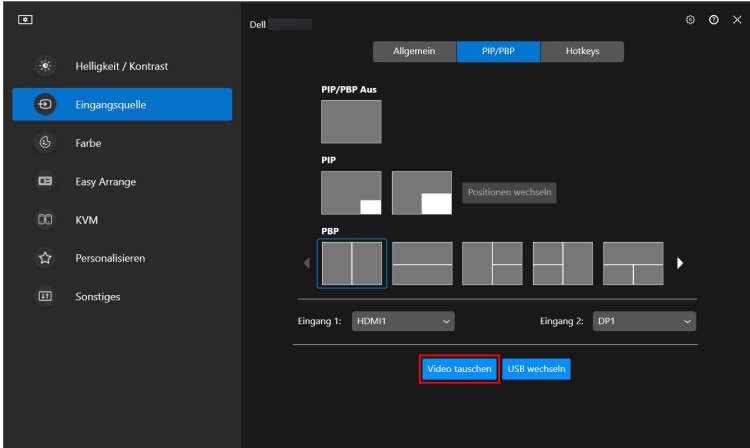 Dell
Allgemein PIP/PBP Hotkeys
Helligkeit / Kontrast
Eingangsquelle
Farbe
Easy Arrange
KVM
Personalisieren
Sonstiges
PIP/PBP Aus
PIP
Positionen wechseln
PBP
Eingang 1: HDMI1 Eingang 2: DP1
Video tauschen USB wechseln